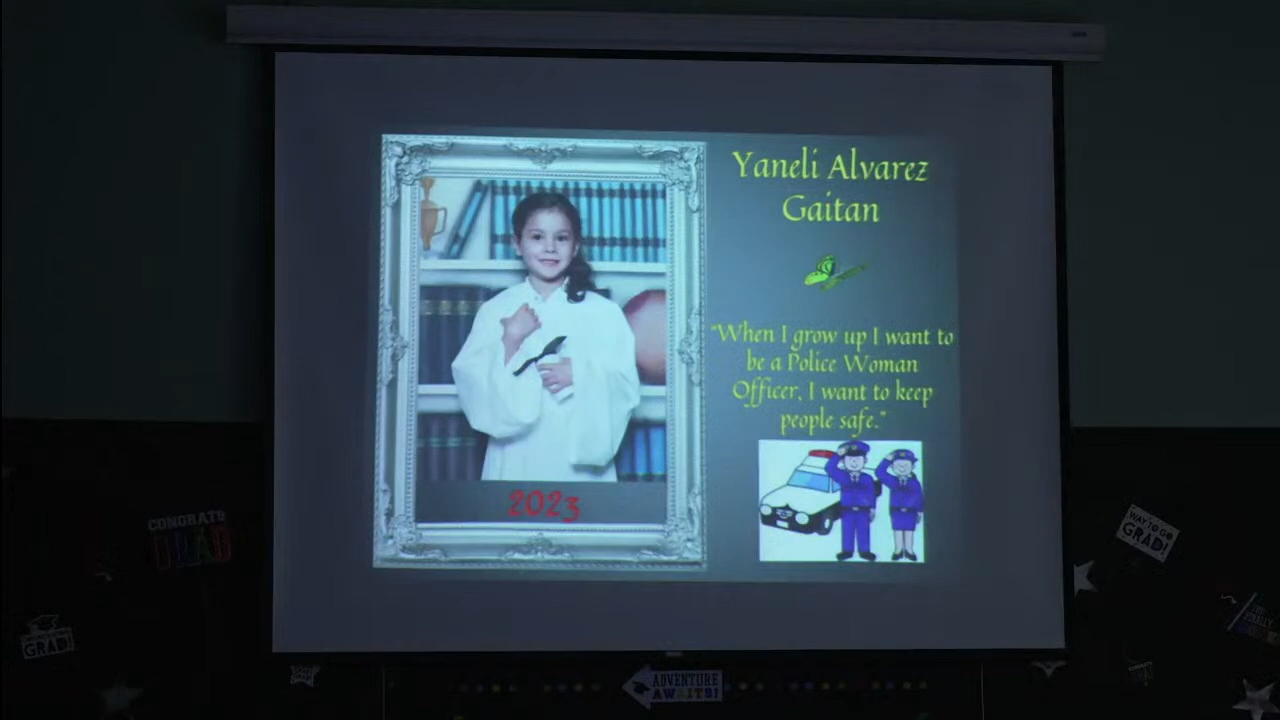 Yaneli Alvarez
Gaitan
"When I grow up I want to
be a Police Woman
Officer, I want to keep
people safe."
2023
CONGRATS
GRAD
GRAD!
WAY TO GO
GRAD!
ADVENTURE
AWAITS!